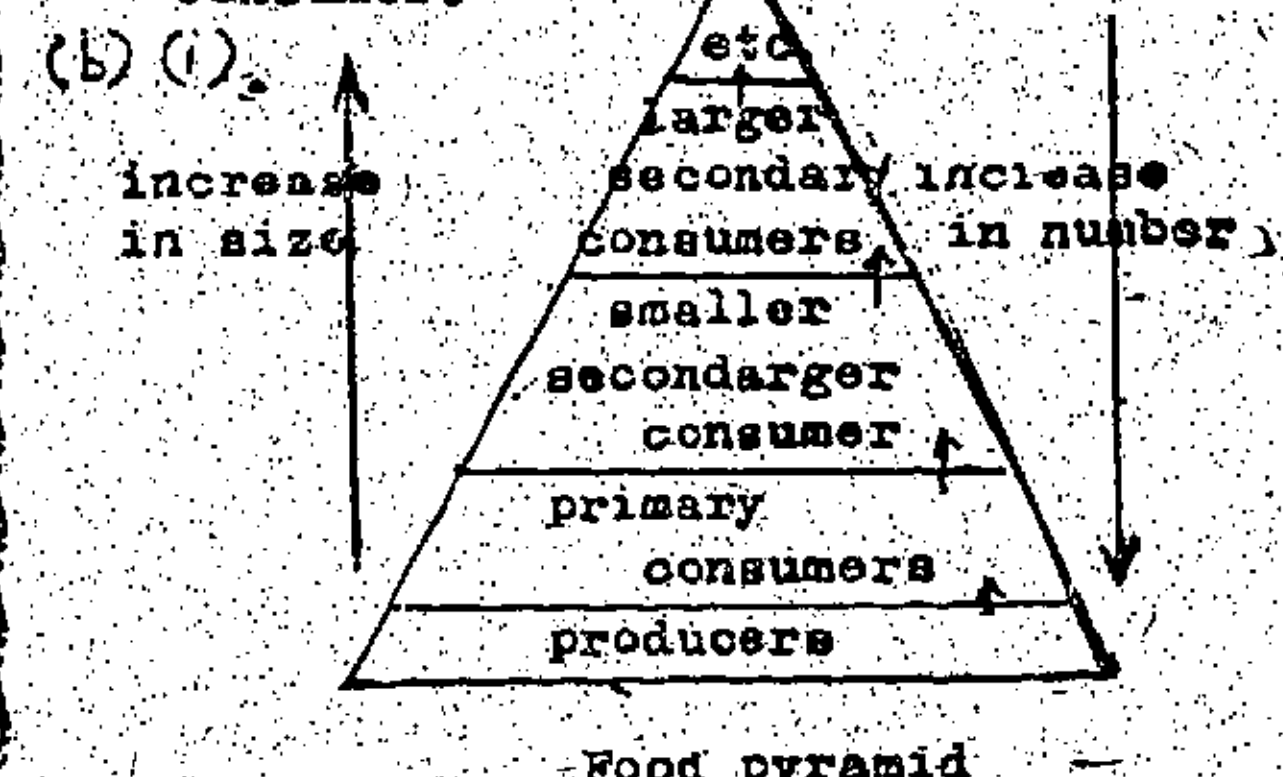 (b) (i).
etc
larger
secondary
consumers
increase
in size
increase
in number
smaller
secondarger
consumer
primary
consumers
producers
Food pyramid